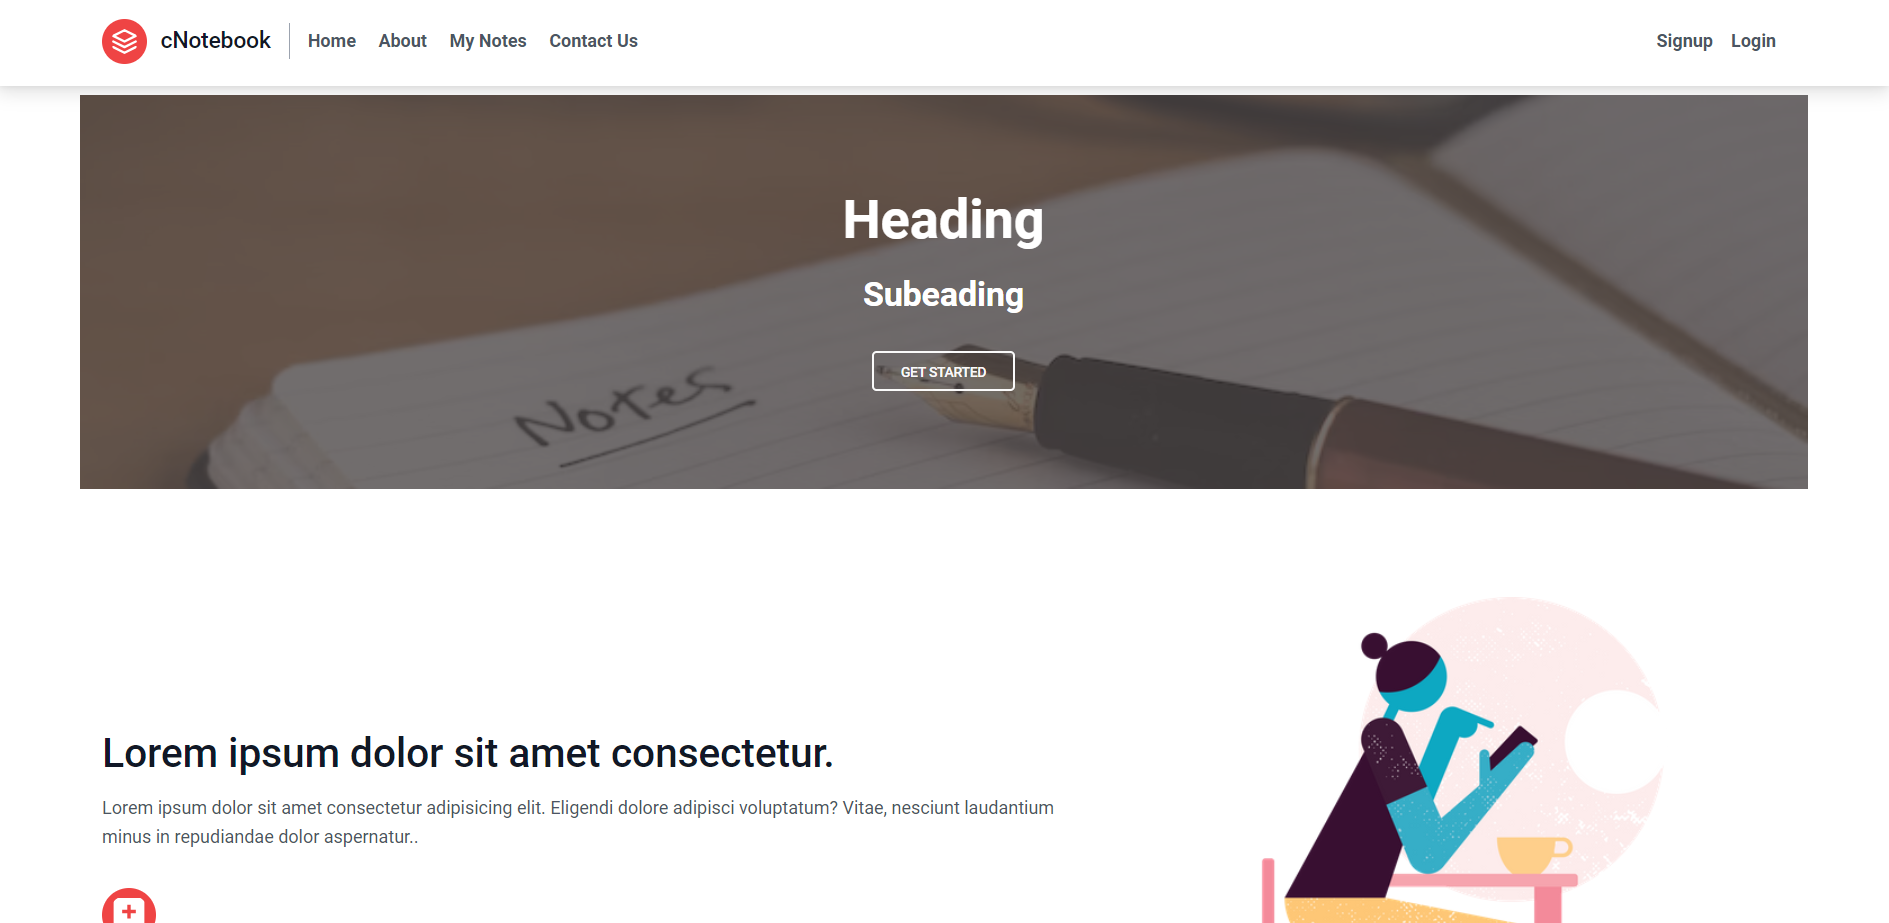 cNotebook
Home About My Notes Contact Us
Signup Login
Heading
Subeading
GET STARTED
Notes
Lorem ipsum dolor sit amet consectetur.
Lorem ipsum dolor sit amet consectetur adipisicing elit. Eligendi dolore adipisci voluptatum? Vitae, nesciunt laudantium
minus in repudiandae dolor aspernatur..